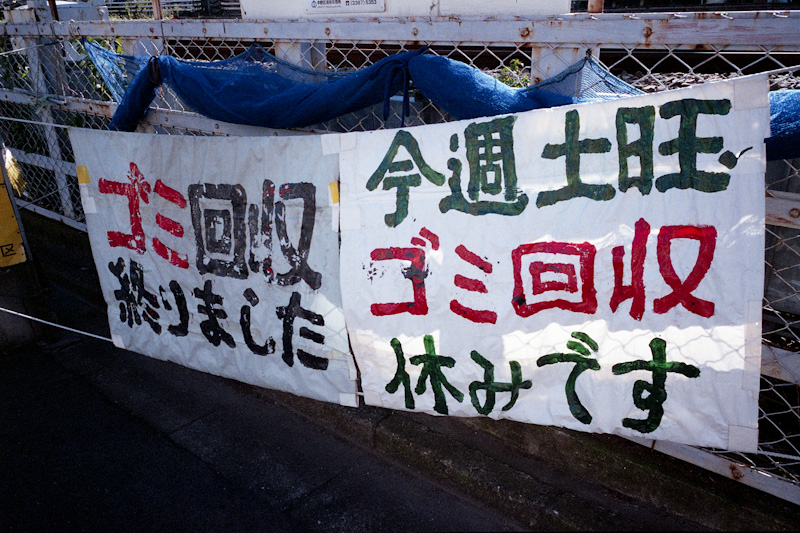 ゴミ回収
終りました
今週土旺
ゴミ回収
休みです